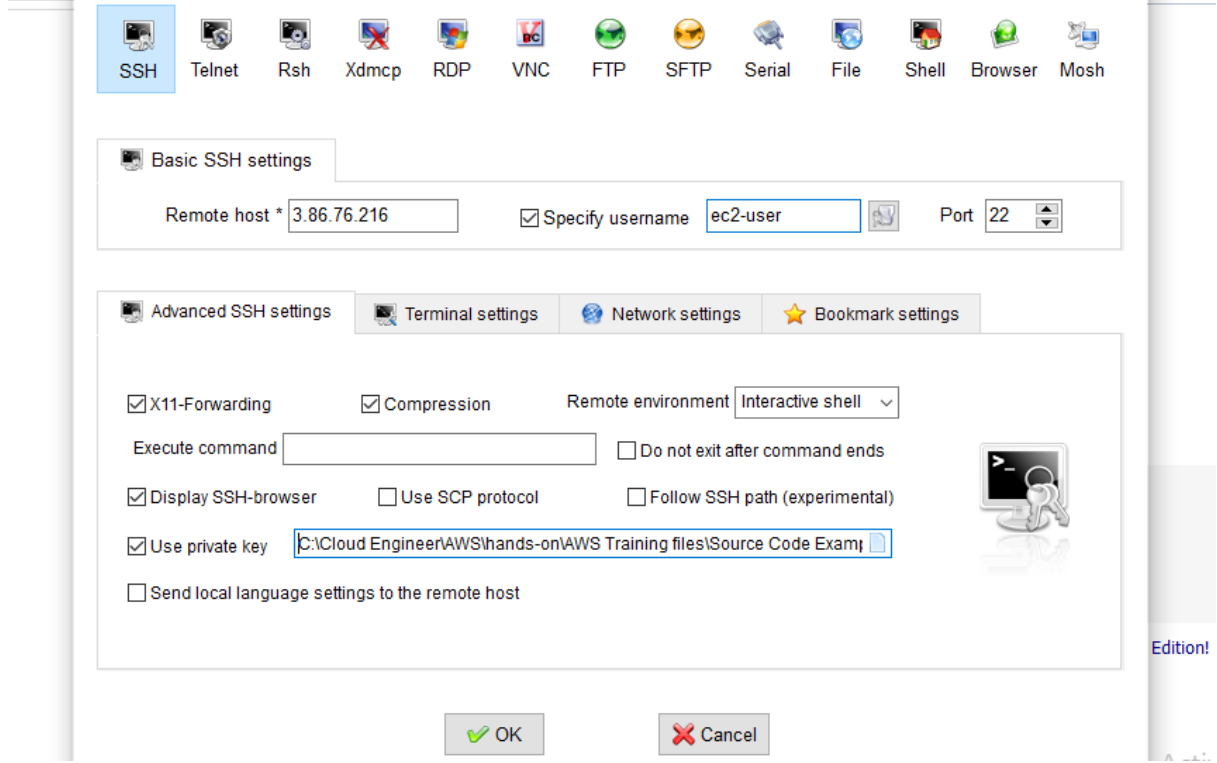 SSH Telnet Rsh Xdmcp RDP VNC FTP SFTP Serial File Shell Browser Mosh
Basic SSH settings
Remote host * 3.86.76.216 Specify username ec2-user Port 22
Advanced SSH settings Terminal settings Network settings Bookmark settings
X11-Forwarding Compression Remote environment Interactive shell
Execute command Do not exit after command ends
Display SSH-browser Use SCP protocol Follow SSH path (experimental)
Use private key C:\Cloud Engineer\AWS\hands-on\AWS Training files\Source Code Examp
Send local language settings to the remote host
Edition!
OK Cancel